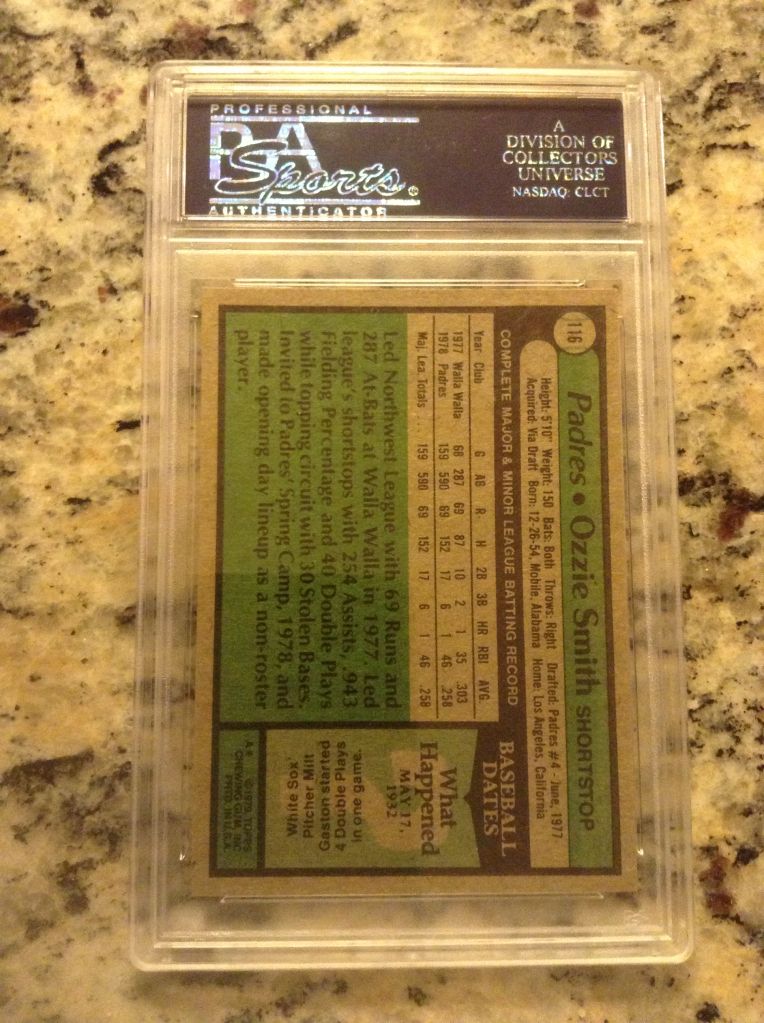 PROFESSIONAL
PSA
Sports®
AUTHENTICATOR
A
DIVISION OF
COLLECTORS
UNIVERSE
NASDAQ: CLCT
116
Padres • Ozzie Smith SHORTSTOP
Height: 5'10" Weight: 150 Bats: Both Throws: Right Drafted: Padres #4 - June, 1977
Acquired: Via Draft Born: 12-26-54, Mobile, Alabama Home: Los Angeles, California
COMPLETE MAJOR & MINOR LEAGUE BATTING RECORD
Year Club G AB R H 2B 3B HR RBI AVG.
1977 Walla Walla 68 287 69 87 10 2 1 35 .303
1978 Padres 159 590 69 152 17 6 1 46 .258
Maj. Lea. Totals 159 590 69 152 17 6 1 46 .258
Led Northwest League with 69 Runs and
287 At-Bats at Walla Walla in 1977. Led
league's shortstops with 254 Assists, .943
Fielding Percentage and 40 Double Plays
while topping circuit with 30 Stolen Bases.
Invited Padres Spring Camp, 1978, and
made opening day lineup as a non-roster
player.
BASEBALL
DATES
What
Happened
MAY 17,
1932
White Sox'
Pitcher Milt
Gaston started
4 Double Plays
in one game.
©1979 TOPPS
CHEWING GUM, INC.
PRTD. IN U.S.A.